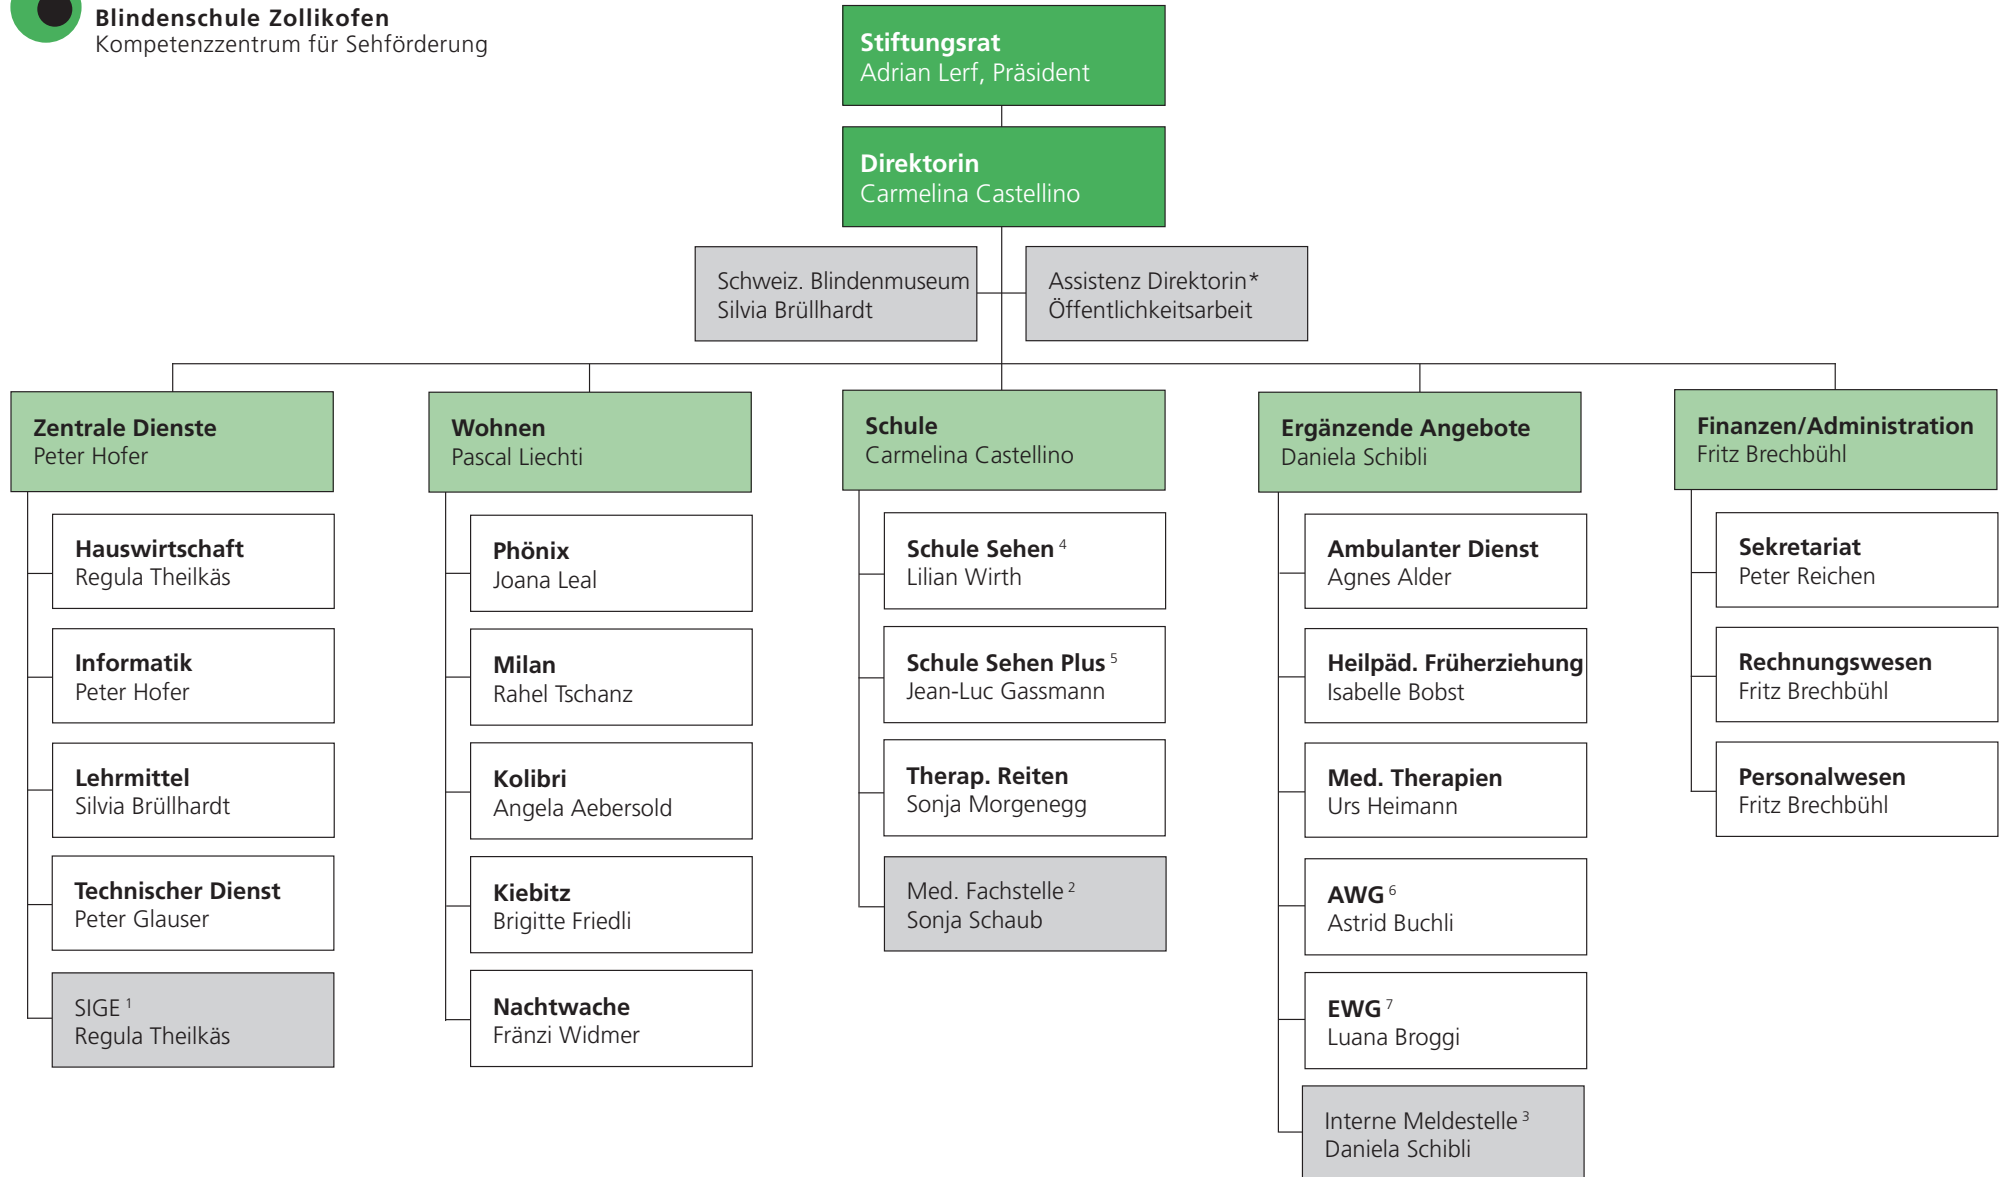 Blindenschule Zollikofen
Kompetenzzentrum für Sehförderung
Stiftungsrat
Adrian Lerf, Präsident
Direktorin
Carmelina Castellino
Schweiz. Blindenmuseum
Silvia Brüllhardt
Assistenz Direktorin*
Öffentlichkeitsarbeit
Zentrale Dienste
Peter Hofer
Hauswirtschaft
Regula Theilkäs
Informatik
Peter Hofer
Lehrmittel
Silvia Brüllhardt
Technischer Dienst
Peter Glauser
SIGE 1
Regula Theilkäs
Wohnen
Pascal Liechti
Phönix
Joana Leal
Milan
Rahel Tschanz
Kolibri
Angela Aebersold
Kiebitz
Brigitte Friedli
Nachtwache
Fränzi Widmer
Schule
Carmelina Castellino
Schule Sehen 4
Lilian Wirth
Schule Sehen Plus 5
Jean-Luc Gassmann
Therap. Reiten
Sonja Morgenegg
Med. Fachstelle 2
Sonja Schaub
Ergänzende Angebote
Daniela Schibli
Ambulanter Dienst
Agnes Alder
Heilpäd. Früherziehung
Isabelle Bobst
Med. Therapien
Urs Heimann
AWG 6
Astrid Buchli
EWG 7
Luana Broggi
Interne Meldestelle 3
Daniela Schibli
Finanzen/Administration
Fritz Brechbühl
Sekretariat
Peter Reichen
Rechnungswesen
Fritz Brechbühl
Personalwesen
Fritz Brechbühl